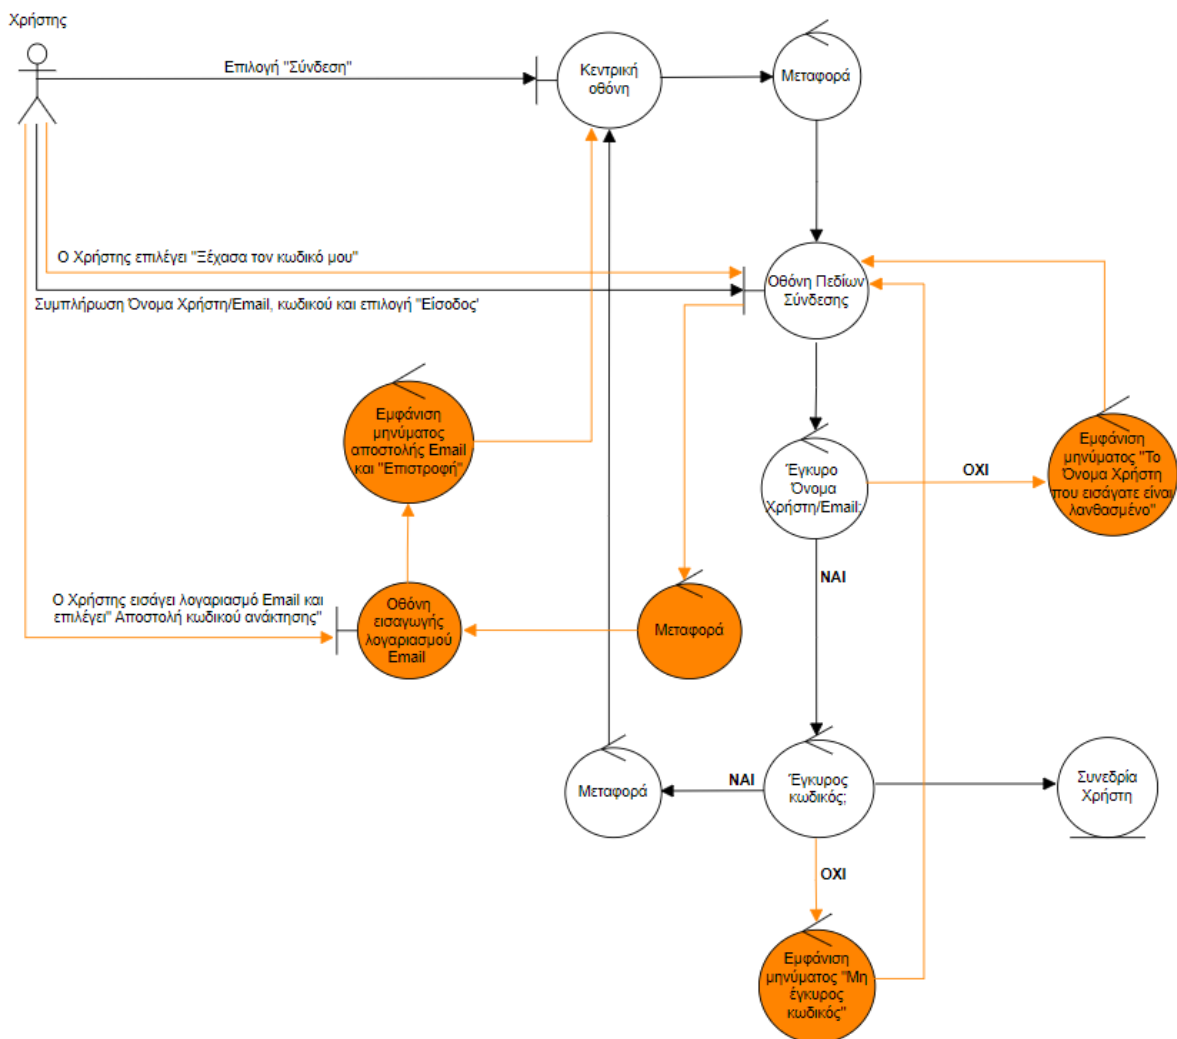 Χρήστης
Επιλογή "Σύνδεση"
Κεντρική
οθόνη
Μεταφορά
Ο Χρήστης επιλέγει "Ξέχασα τον κωδικό μου"
Συμπλήρωση Όνομα Χρήστη/Email, κωδικού και επιλογή "Είσοδος'
Οθόνη Πεδίων
Σύνδεσης
Εμφάνιση
μηνύματος
αποστολής Email
και "Επιστροφή"
Έγκυρο
Όνομα
Χρήστη/Email;
ΟΧΙ
Εμφάνιση
μηνύματος "Το
Όνομα Χρήστη
που εισάγατε είναι
λανθασμένο"
ΝΑΙ
Ο Χρήστης εισάγει λογαριασμό Email και
επιλέγει" Αποστολή κωδικού ανάκτησης"
Οθόνη
εισαγωγής
λογαριασμού
Email
Μεταφορά
Μεταφορά
ΝΑΙ
Έγκυρος
κωδικός;
Συνεδρία
Χρήστη
ΟΧΙ
Εμφάνιση
μηνύματος "Μη
έγκυρος
κωδικός"